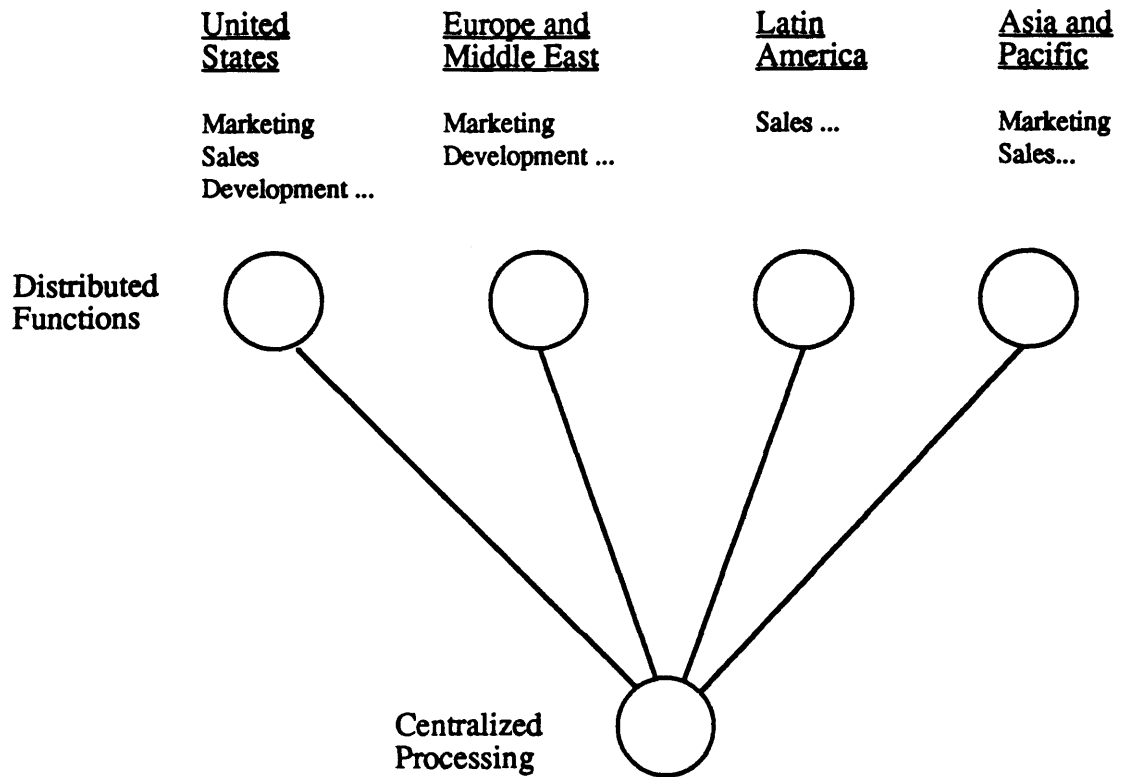 United
States
Europe and
Middle East
Latin
America
Asia and
Pacific
Marketing
Sales
Development ...
Marketing
Development ...
Sales ...
Marketing
Sales...
Distributed
Functions
Centralized
Processing